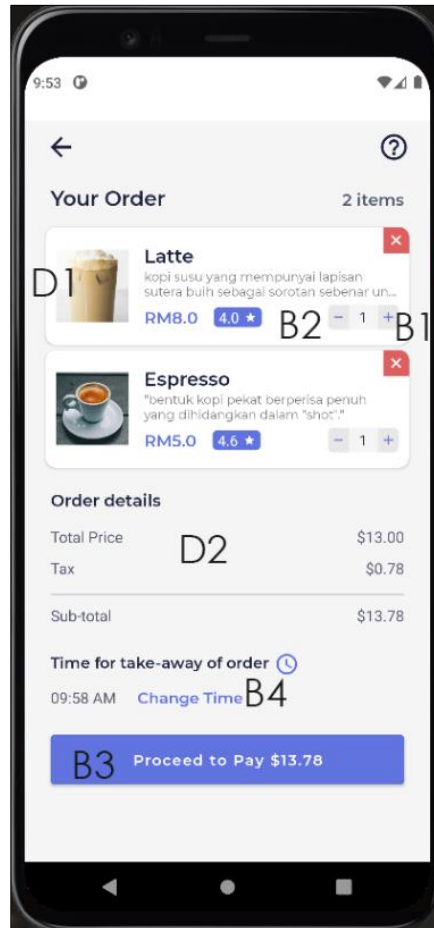 9:53
Your Order 2 items
Latte
kopi susu yang mempunyai lapisan
sutera buih sebagai sorotan sebenar un...
D1
RM8.0 4.0 ★ B2 − 1 + B1
Espresso
"bentuk kopi pekat berperisa penuh
yang dihidangkan dalam "shot"."
RM5.0 4.6 ★ − 1 +
Order details
Total Price $13.00
D2
Tax $0.78
Sub-total $13.78
Time for take-away of order
09:58 AM Change Time B4
B3 Proceed to Pay $13.78